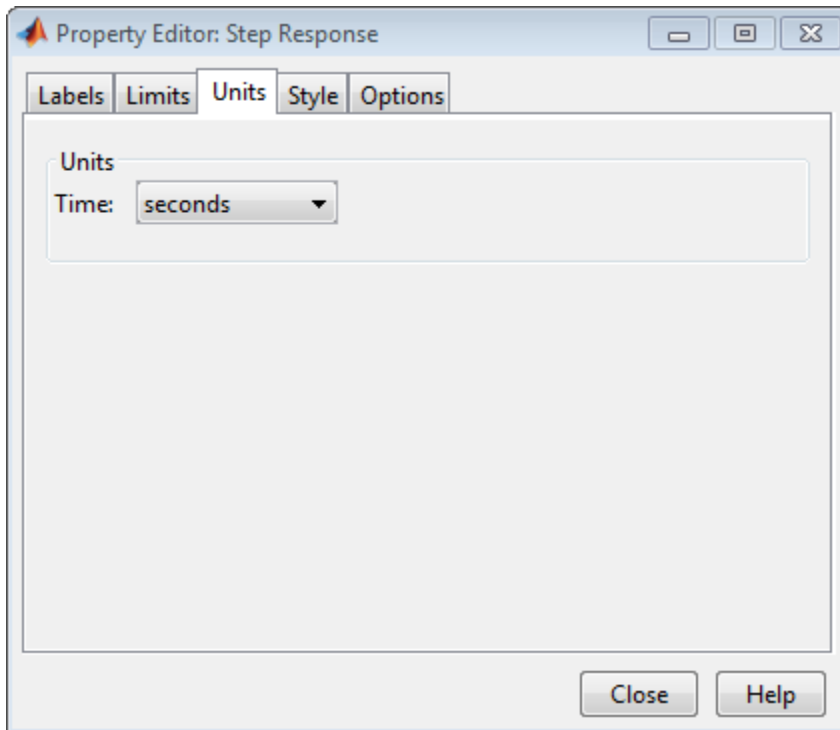 Property Editor: Step Response
Labels Limits Units Style Options
Units
Time: seconds
Close Help